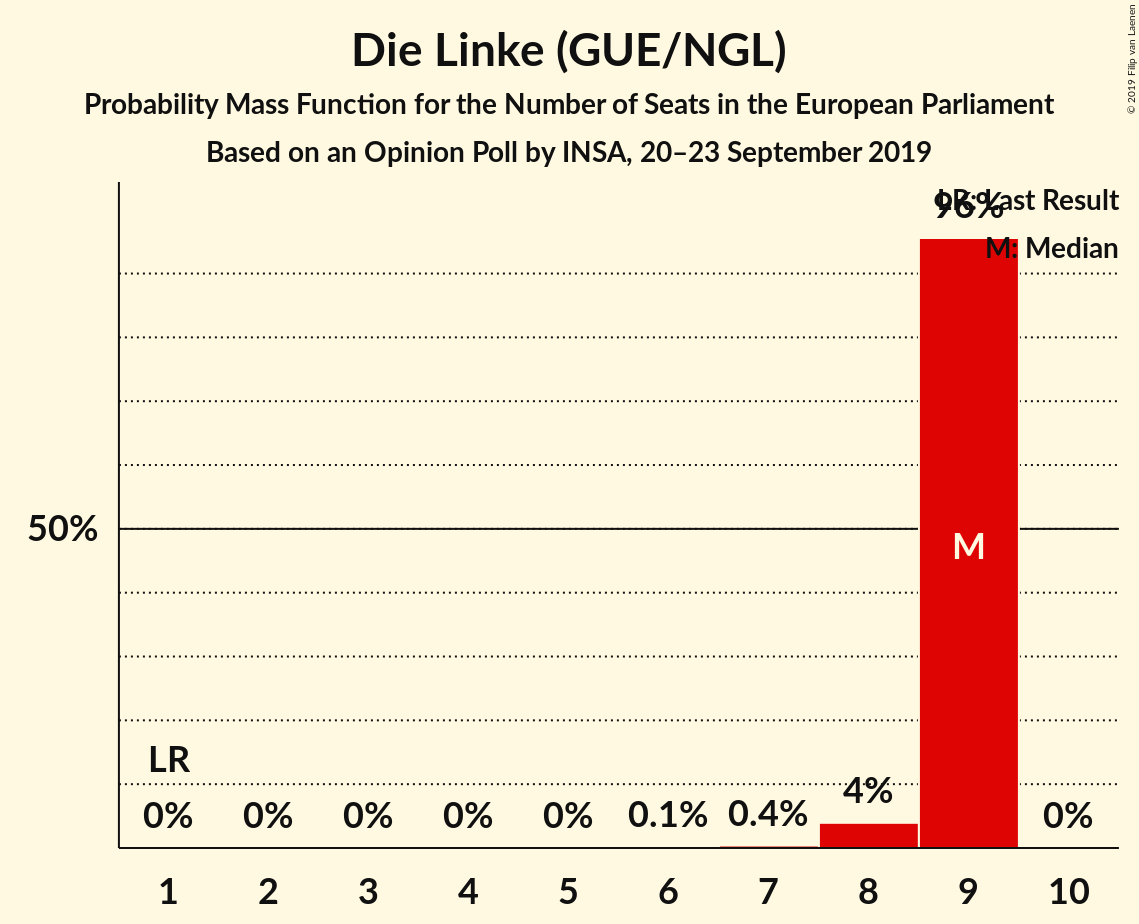 Die Linke (GUE/NGL)
Probability Mass Function for the Number of Seats in the European Parliament
Based on an Opinion Poll by INSA, 20–23 September 2019
© 2019 Filip van Laenen
LR: Last Result
M: Median
96%
50%
M
LR
4%
0% 0% 0% 0% 0% 0.1% 0.4% 0%
1 2 3 4 5 6 7 8 9 10